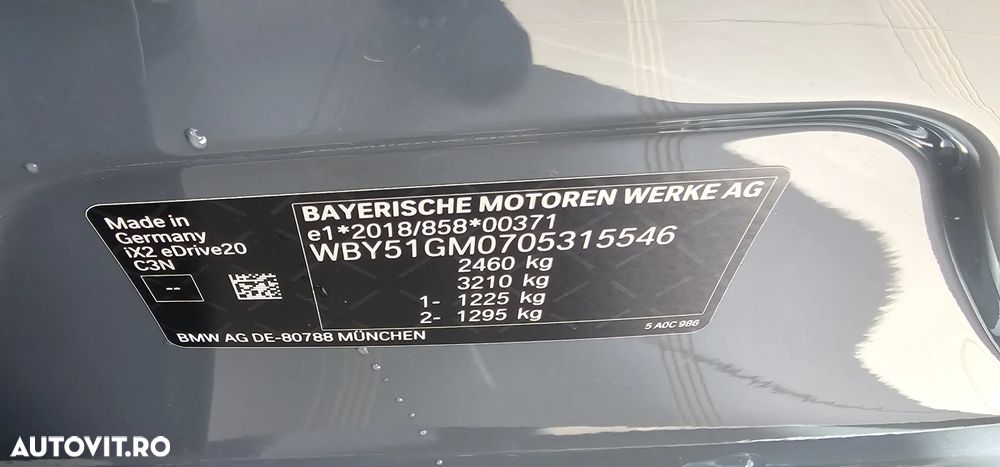 BAYERISCHE MOTOREN WERKE AG
e1*2018/858*00371
WBY51GM0705315546
2460 kg
3210 kg
1- 1225 kg
2- 1295 kg
Made in
Germany
iX2 eDrive20
C3N
--
BMW AG DE-80788 MÜNCHEN
5 A0C 9B6
AUTOVIT.RO